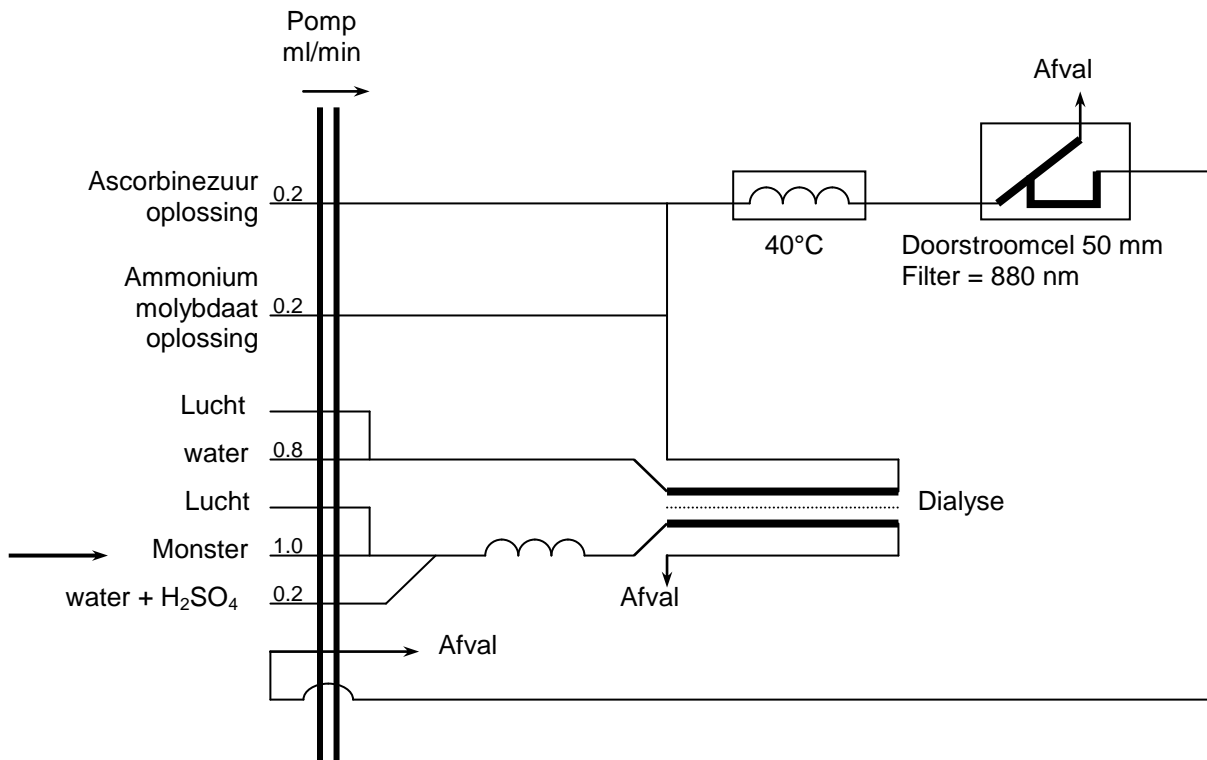 Pomp
ml/min
Afval
Ascorbinezuur 0.2
oplossing
40°C
Doorstroomcel 50 mm
Filter = 880 nm
Ammonium
molybdaat 0.2
oplossing
Lucht
water 0.8
Lucht
Dialyse
Monster 1.0
water + H₂SO₄ 0.2
Afval
Afval